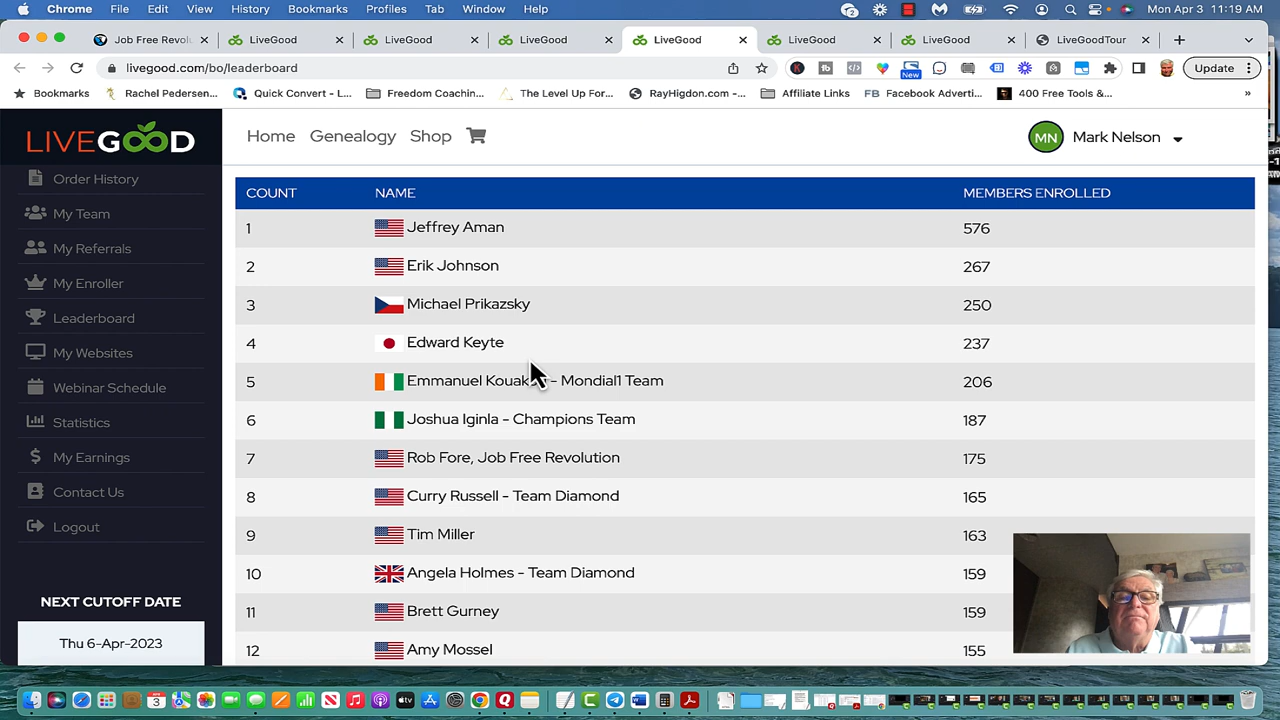 Chrome File Edit View History Bookmarks Profiles Tab Window Help Mon Apr 3 11:19 AM
Job Free Revolu LiveGood LiveGood LiveGood LiveGood LiveGood LiveGood LiveGoodTour
livegood.com/bo/leaderboard New Update
Bookmarks Rachel Pedersen... Quick Convert - L... Freedom Coachin... The Level Up For... RayHigdon.com -... Affiliate Links FB Facebook Adverti... 400 Free Tools &... »
LIVEGOOD Home Genealogy Shop MN Mark Nelson
Order History
My Team
My Referrals
My Enroller
Leaderboard
My Websites
Webinar Schedule
Statistics
My Earnings
Contact Us
Logout
NEXT CUTOFF DATE
Thu 6-Apr-2023
COUNT NAME MEMBERS ENROLLED
1 Jeffrey Aman 576
2 Erik Johnson 267
3 Michael Prikazsky 250
4 Edward Keyte 237
5 Emmanuel - Mondial1 Team 206
6 Joshua Iginla - Champions Team 187
7 Rob Fore, Job Free Revolution 175
8 Curry Russell - Team Diamond 165
9 Tim Miller 163
10 Angela Holmes - Team Diamond 159
11 Brett Gurney 159
12 Amy Mossel 155